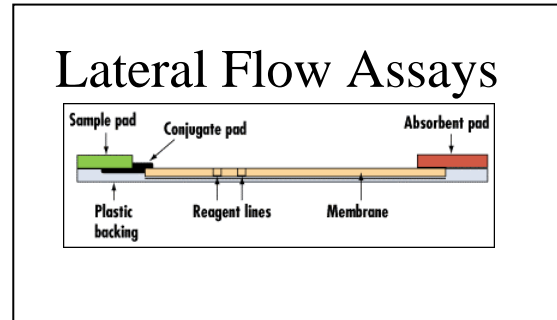 Lateral Flow Assays
Sample pad
Conjugate pad
Absorbent pad
Plastic
backing
Reagent lines
Membrane